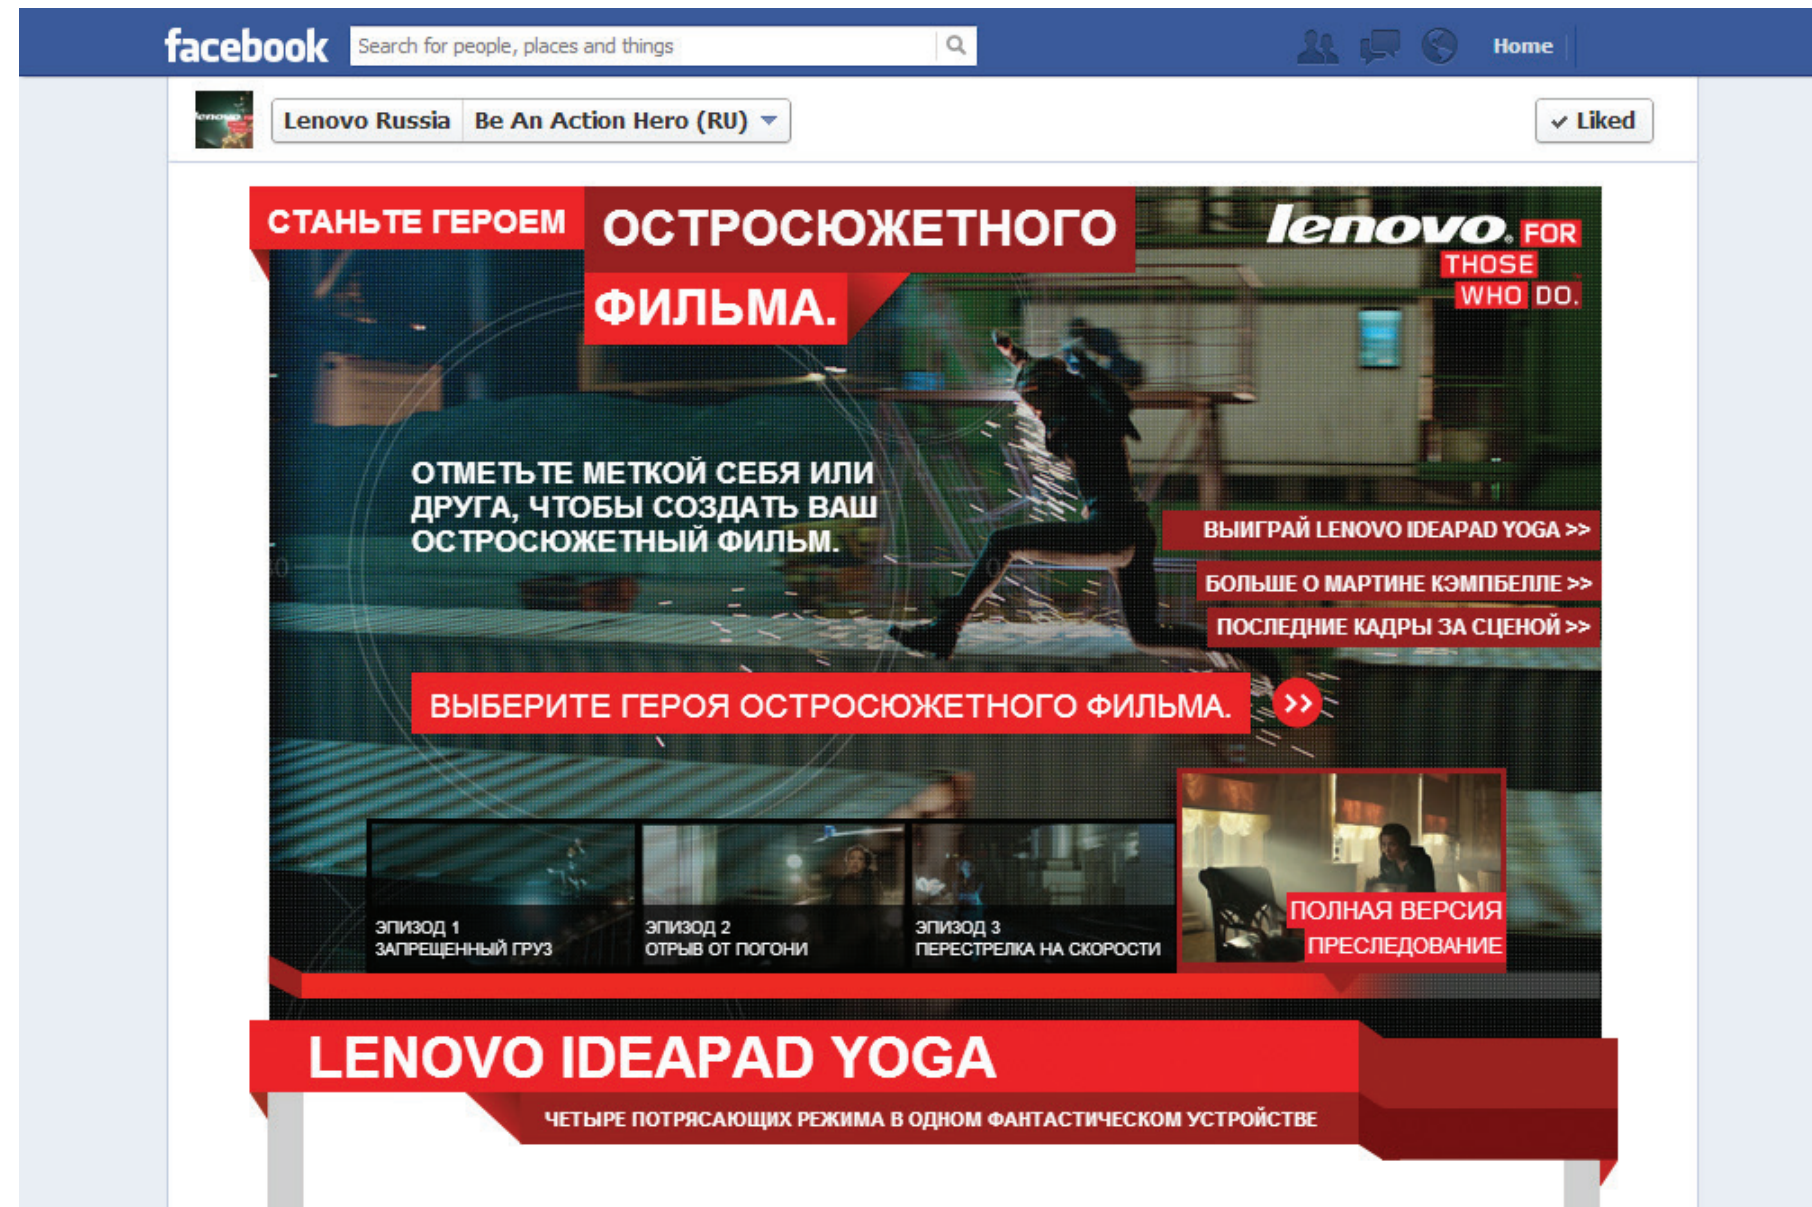 facebook
Search for people, places and things
Home
Lenovo Russia
Be An Action Hero (RU)
Liked
СТАНЬТЕ ГЕРОЕМ
ОСТРОСЮЖЕТНОГО
ФИЛЬМА.
lenovo. FOR
THOSE
WHO DO.
ОТМЕТЬТЕ МЕТКОЙ СЕБЯ ИЛИ
ДРУГА, ЧТОБЫ СОЗДАТЬ ВАШ
ОСТРОСЮЖЕТНЫЙ ФИЛЬМ.
ВЫИГРАЙ LENOVO IDEAPAD YOGA >>
БОЛЬШЕ О МАРТИНЕ КЭМПБЕЛЛЕ >>
ПОСЛЕДНИЕ КАДРЫ ЗА СЦЕНОЙ >>
ВЫБЕРИТЕ ГЕРОЯ ОСТРОСЮЖЕТНОГО ФИЛЬМА. >>
ЭПИЗОД 1
ЗАПРЕЩЕННЫЙ ГРУЗ
ЭПИЗОД 2
ОТРЫВ ОТ ПОГОНИ
ЭПИЗОД 3
ПЕРЕСТРЕЛКА НА СКОРОСТИ
ПОЛНАЯ ВЕРСИЯ
ПРЕСЛЕДОВАНИЕ
LENOVO IDEAPAD YOGA
ЧЕТЫРЕ ПОТРЯСАЮЩИХ РЕЖИМА В ОДНОМ ФАНТАСТИЧЕСКОМ УСТРОЙСТВЕ